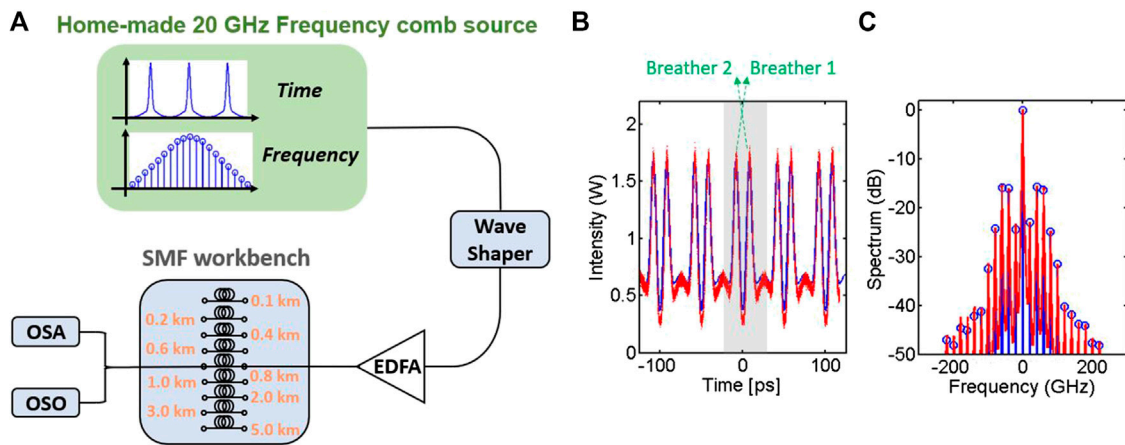 A
Home-made 20 GHz Frequency comb source
Time
Frequency
Wave
Shaper
SMF workbench
0.1 km
0.2 km
0.4 km
0.6 km
0.8 km
1.0 km
2.0 km
3.0 km
5.0 km
OSA
OSO
EDFA
B
Breather 2
Breather 1
Intensity (W)
2
1.5
1
0.5
0
-100
0
100
Time [ps]
C
Spectrum (dB)
0
-10
-20
-30
-40
-50
-200
0
200
Frequency (GHz)